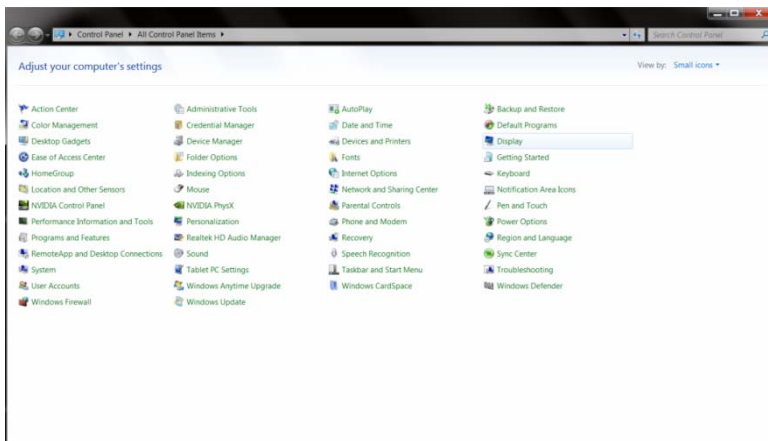 Control Panel ▸ All Control Panel Items ▸ Search Control Panel
Adjust your computer's settings View by: Small icons
Action Center Administrative Tools AutoPlay Backup and Restore
Color Management Credential Manager Date and Time Default Programs
Desktop Gadgets Device Manager Devices and Printers Display
Ease of Access Center Folder Options Fonts Getting Started
HomeGroup Indexing Options Internet Options Keyboard
Location and Other Sensors Mouse Network and Sharing Center Notification Area Icons
NVIDIA Control Panel NVIDIA PhysX Parental Controls Pen and Touch
Performance Information and Tools Personalization Phone and Modem Power Options
Programs and Features Realtek HD Audio Manager Recovery Region and Language
RemoteApp and Desktop Connections Sound Speech Recognition Sync Center
System Tablet PC Settings Taskbar and Start Menu Troubleshooting
User Accounts Windows Anytime Upgrade Windows CardSpace Windows Defender
Windows Firewall Windows Update